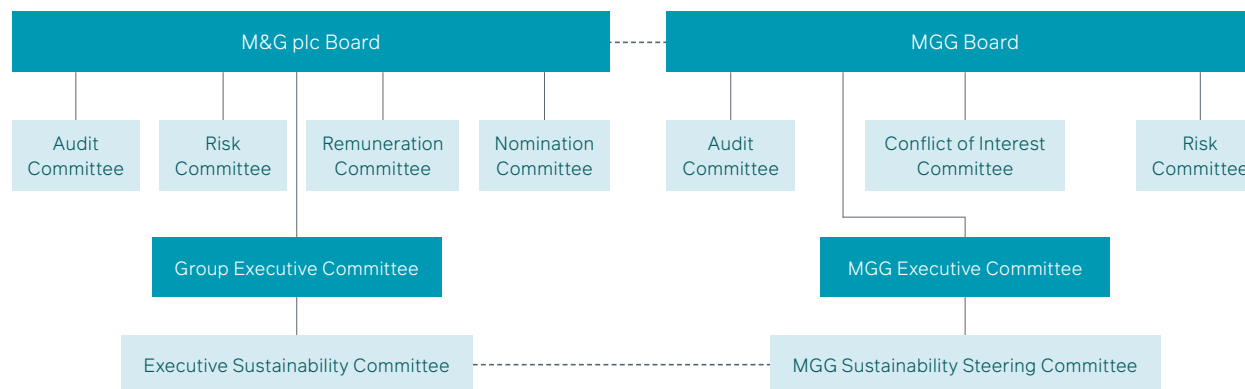 M&G plc Board
MGG Board
Audit
Committee
Risk
Committee
Remuneration
Committee
Nomination
Committee
Audit
Committee
Conflict of Interest
Committee
Risk
Committee
Group Executive Committee
MGG Executive Committee
Executive Sustainability Committee
MGG Sustainability Steering Committee